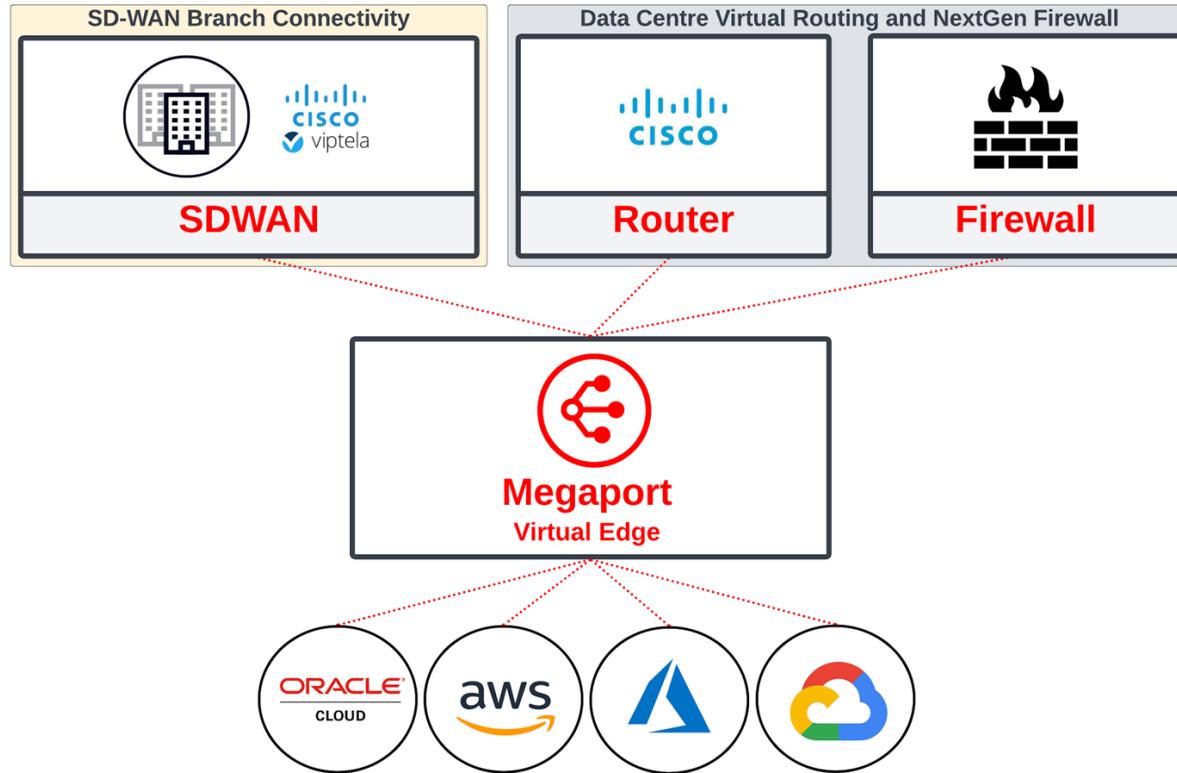 SD-WAN Branch Connectivity
Data Centre Virtual Routing and NextGen Firewall
CISCO
viptela
CISCO
SDWAN
Router
Firewall
Megaport
Virtual Edge
ORACLE
CLOUD
aws